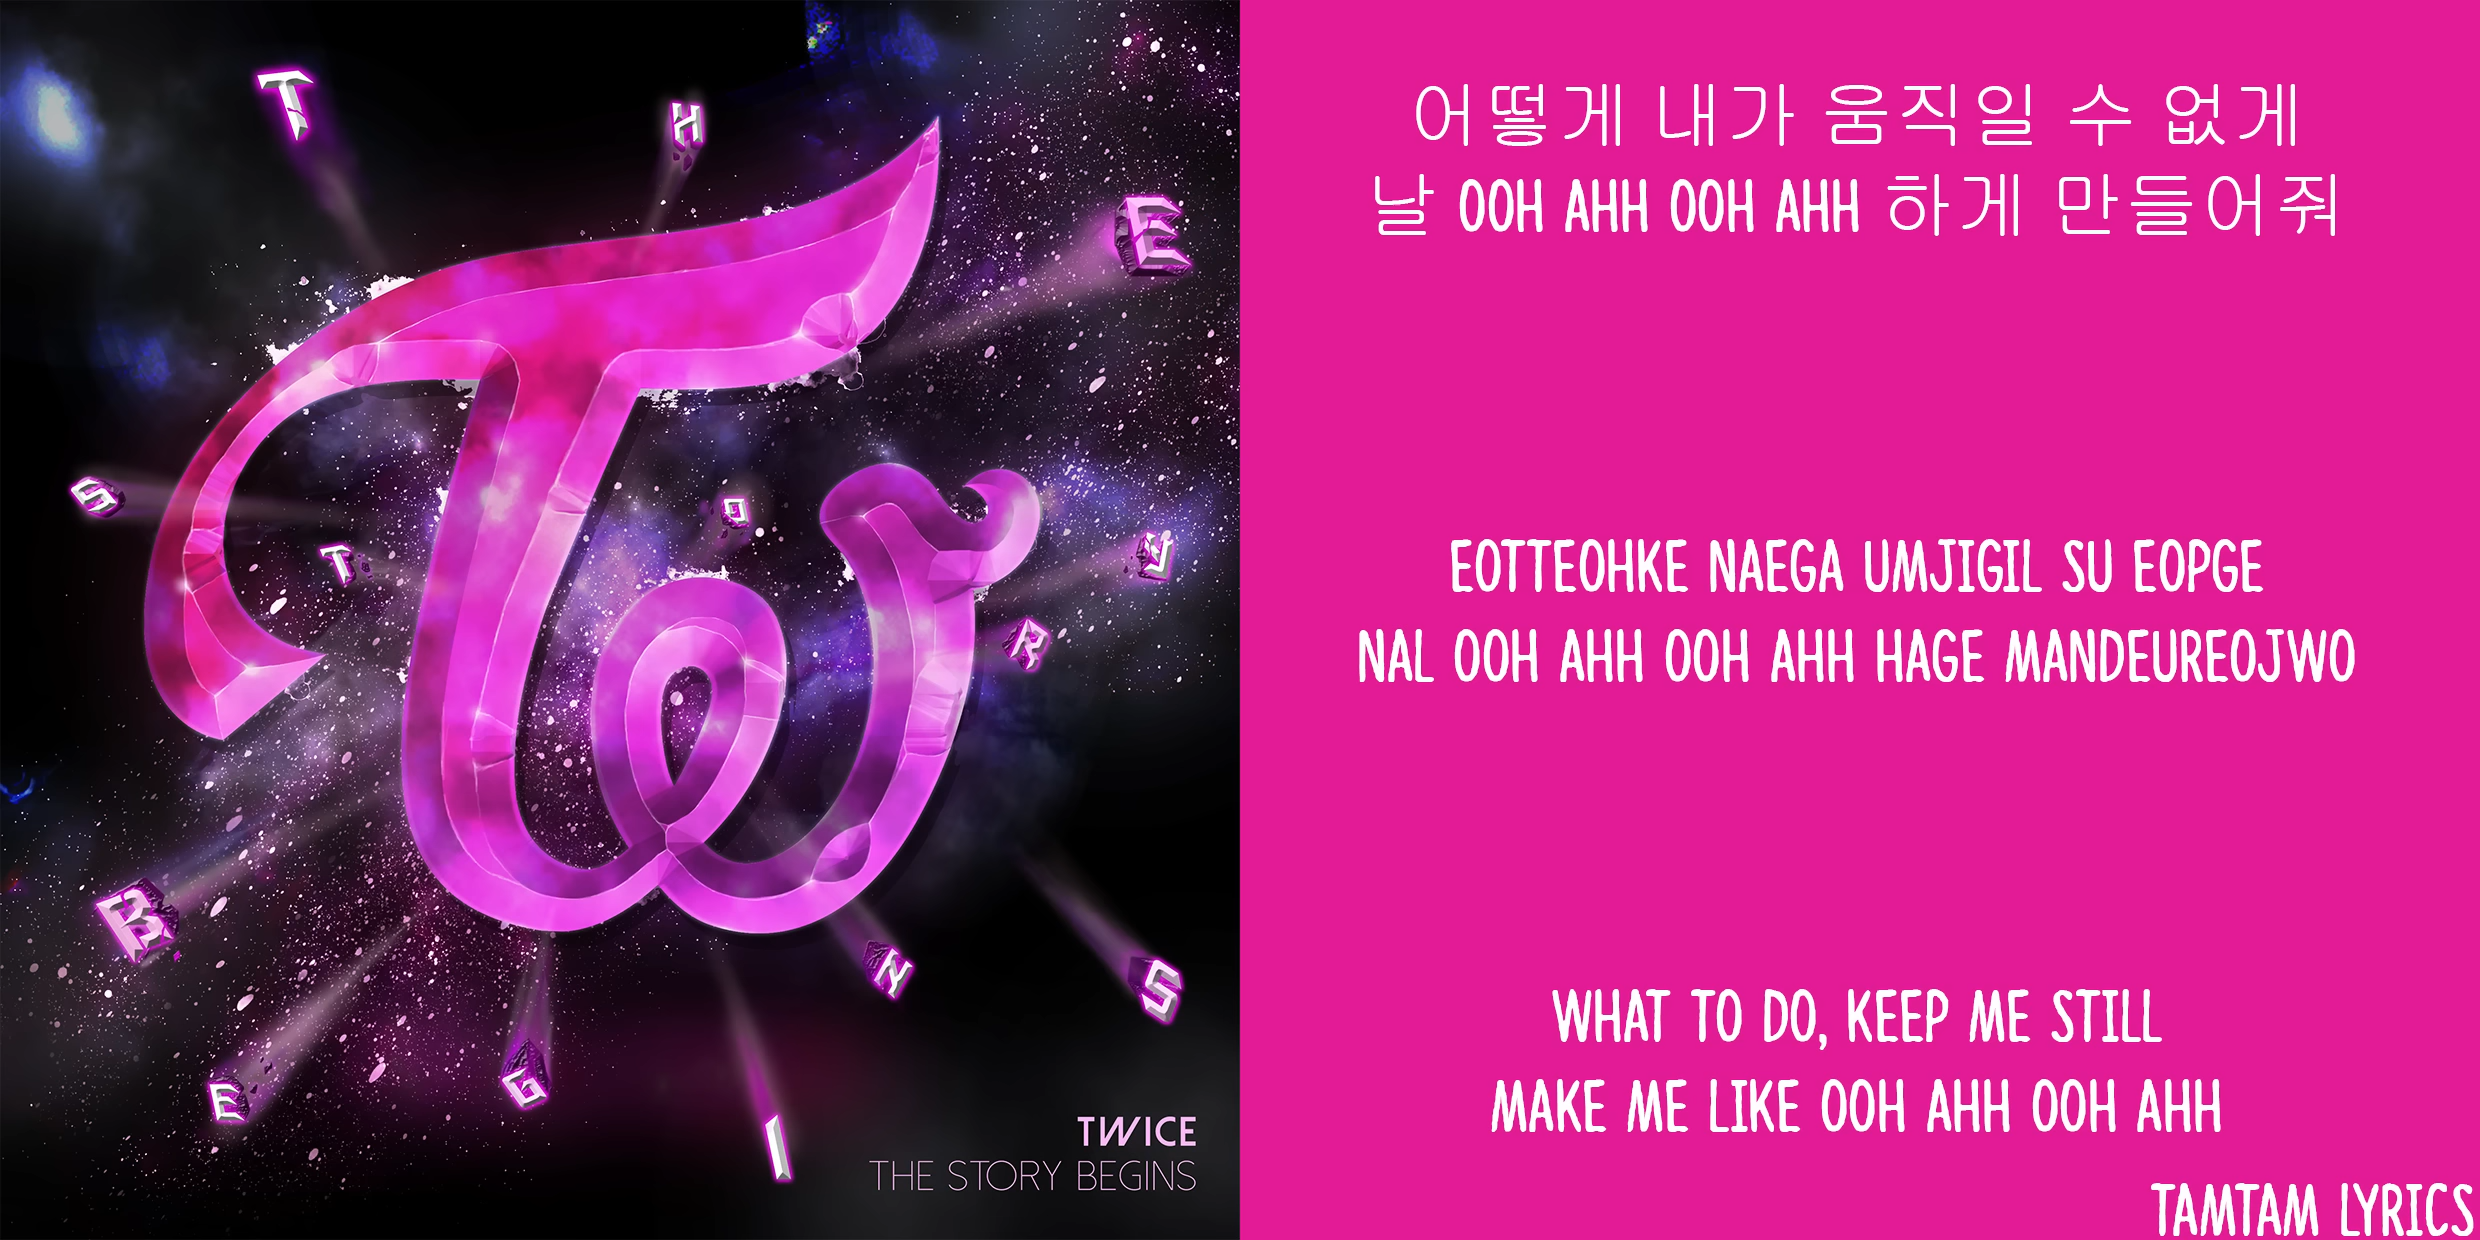 Tw
THE
STORY
BEGINS
TWICE
THE STORY BEGINS
어떻게 내가 움직일 수 없게
날 OOH AHH OOH AHH 하게 만들어줘
EOTTEOHKE NAEGA UMJIGIL SU EOPGE
NAL OOH AHH OOH AHH HAGE MANDEUREOJWO
WHAT TO DO, KEEP ME STILL
MAKE ME LIKE OOH AHH OOH AHH
TAMTAM LYRICS